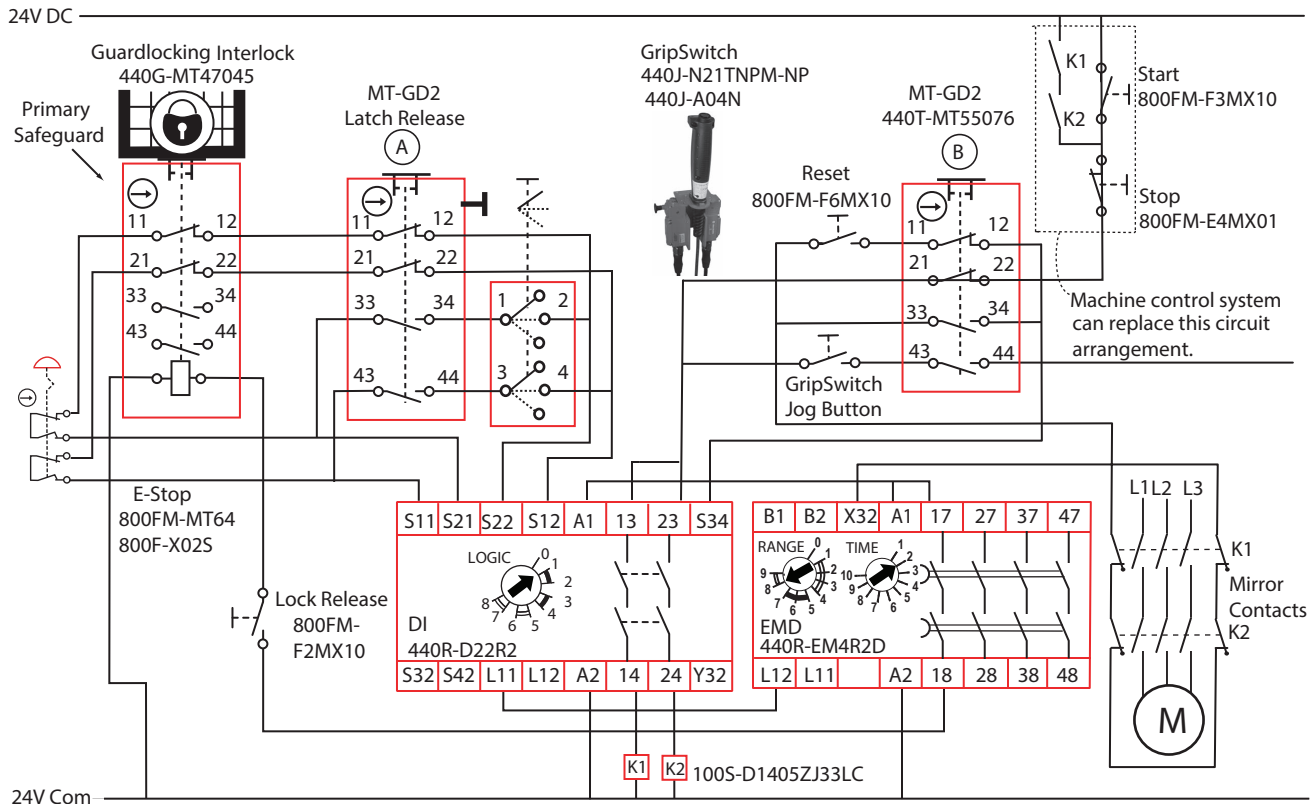 24V DC
Guardlocking Interlock
440G-MT47045
Primary
Safeguard
MT-GD2
Latch Release
A
GripSwitch
440J-N21TNPM-NP
440J-A04N
MT-GD2
440T-MT55076
B
K1
K2
Start
800FM-F3MX10
Stop
800FM-E4MX01
Reset
800FM-F6MX10
Machine control system
can replace this circuit
arrangement.
11 12
21 22
33 34
43 44
11 12
21 22
33 34
43 44
1 2
3 4
11 12
21 22
33 34
43 44
GripSwitch
Jog Button
E-Stop
800FM-MT64
800F-X02S
Lock Release
800FM-
F2MX10
S11 S21 S22 S12 A1 13 23 S34
LOGIC
0 1 2 3 4 5 6 7 8
DI
440R-D22R2
S32 S42 L11 L12 A2 14 24 Y32
B1 B2 X32 A1 17 27 37 47
RANGE
0 1 2 3 4 5 6 7 8 9
TIME
1 2 3 4 5 6 7 8 9 10
EMD
440R-EM4R2D
L12 L11 A2 18 28 38 48
L1 L2 L3
K1
Mirror
Contacts
K2
M
K1 K2 100S-D1405ZJ33LC
24V Com